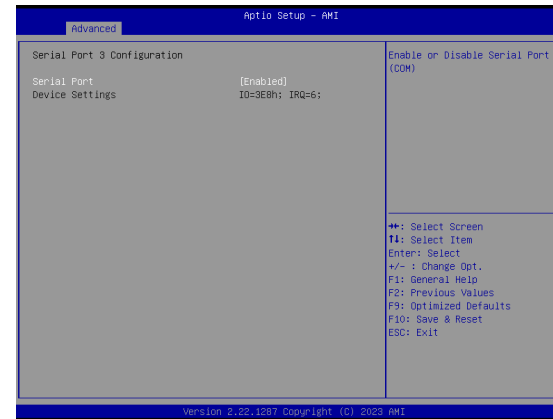 Aptio Setup - AMI
Advanced
Serial Port 3 Configuration
Serial Port [Enabled]
Device Settings IO=3E8h; IRQ=6;
Enable or Disable Serial Port
(COM)
→←: Select Screen
↑↓: Select Item
Enter: Select
+/- : Change Opt.
F1: General Help
F2: Previous Values
F9: Optimized Defaults
F10: Save & Reset
ESC: Exit
Version 2.22.1287 Copyright (C) 2023 AMI